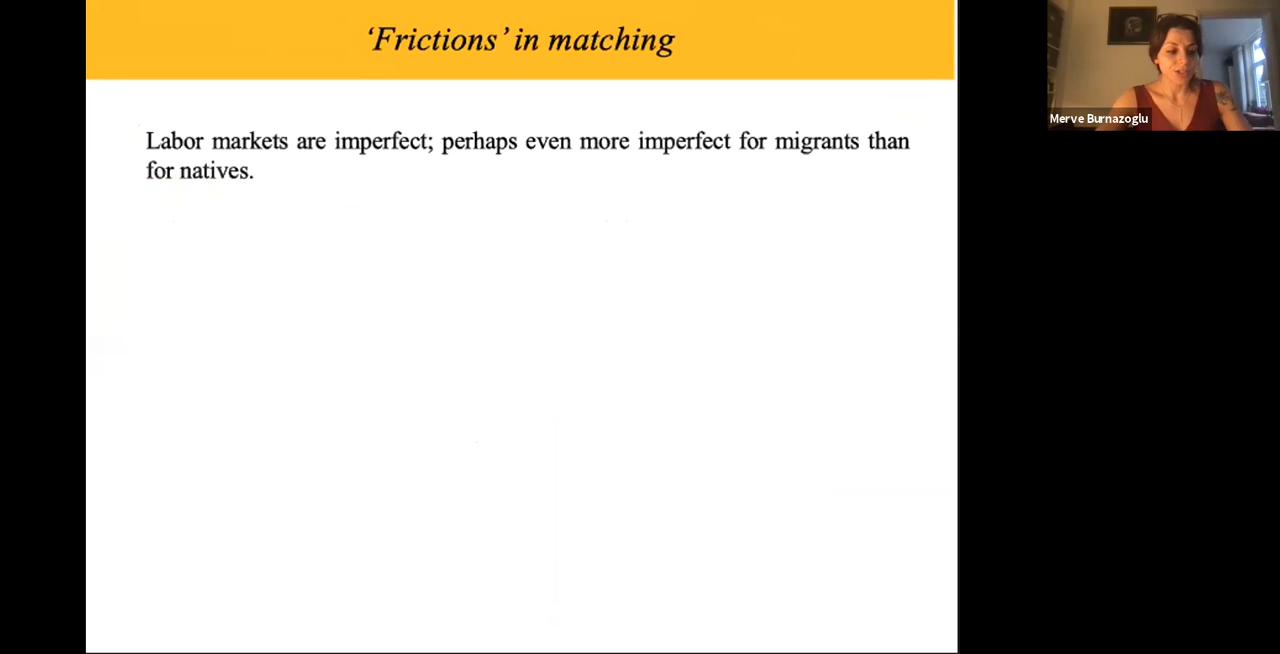 ‘Frictions’ in matching
Labor markets are imperfect; perhaps even more imperfect for migrants than
for natives.
Merve Burnazoglu